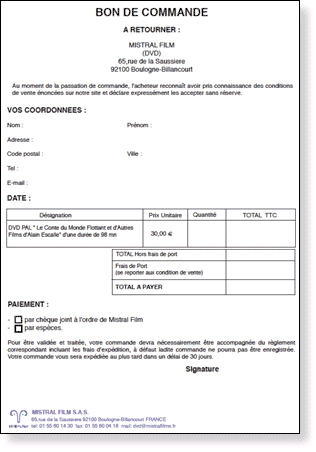 BON DE COMMANDE
A RETOURNER :
MISTRAL FILM
(DVD)
65,rue de la Saussiere
92100 Boulogne-Billancourt
Au moment de la passation de commande, l'acheteur reconnaît avoir pris connaissance des conditions
de vente énoncées sur notre site et déclare expressément les accepter sans réserve.
VOS COORDONNEES :
Nom : Prénom :
Adresse :
Code postal : Ville :
Tel :
E-mail :
DATE :
Désignation Prix Unitaire Quantité TOTAL TTC
DVD PAL " Le Conte du Monde Flottant et d'Autres
Films d'Alain Escalle" d'une durée de 98 mn 30,00 €
TOTAL Hors frais de port
Frais de Port
(se reporter aux condition de vente)
TOTAL A PAYER
PAIEMENT :
- par chèque joint à l'ordre de Mistral Film
- par espèces.
Pour être validée et traitée, votre commande devra nécessairement être accompagnée du règlement
correspondant incluant les frais d'expédition, à défaut ladite commande ne pourra pas être enregistrée.
Votre commande vous sera expédiée au plus tard dans un délai de 30 jours.
Signature
MISTRAL FILM S.A.S.
65,rue de la Saussiere 92100 Boulogne-Billancourt FRANCE
tel: 01 55 60 14 30 fax 01 55 60 04 18 mail: dvd@mistralfilms.fr